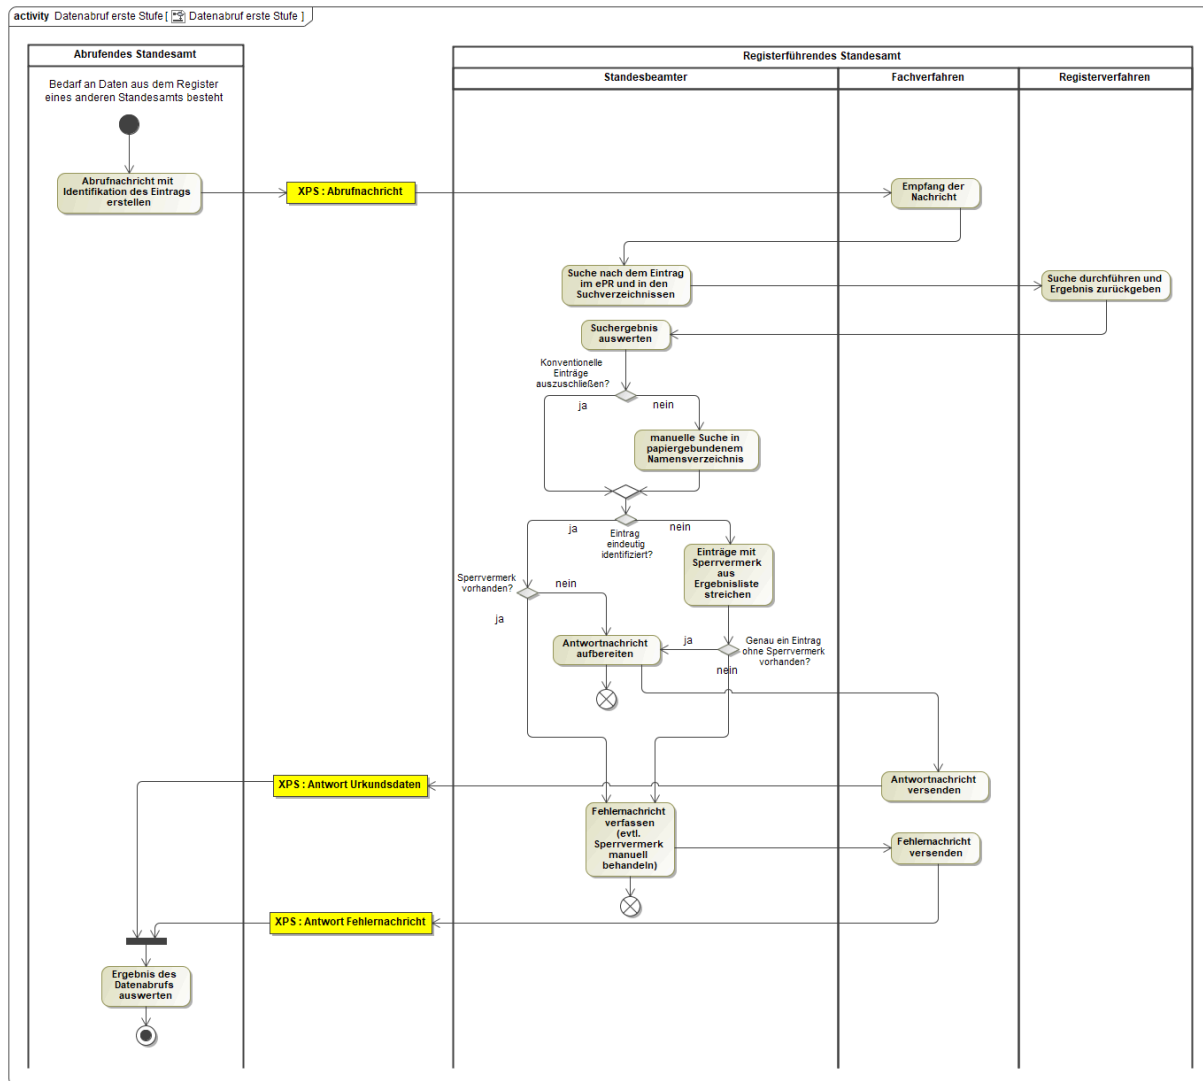 activity Datenabruf erste Stufe [ Datenabruf erste Stufe ]
Abrufendes Standesamt
Registerführendes Standesamt
Standesbeamter
Fachverfahren
Registerverfahren
Bedarf an Daten aus dem Register
eines anderen Standesamts besteht
Abrufnachricht mit
Identifikation des Eintrags
erstellen
XPS : Abrufnachricht
Empfang der
Nachricht
Suche nach dem Eintrag
im ePR und in den
Suchverzeichnissen
Suche durchführen und
Ergebnis zurückgeben
Suchergebnis
auswerten
Konventionelle
Einträge
auszuschließen?
ja
nein
manuelle Suche in
papiergebundenem
Namensverzeichnis
ja
Eintrag
eindeutig
identifiziert?
nein
Einträge mit
Sperrvermerk
aus
Ergebnisliste
streichen
Sperrvermerk
vorhanden?
nein
ja
Antwortnachricht
aufbereiten
ja
Genau ein Eintrag
ohne Sperrvermerk
vorhanden?
nein
XPS : Antwort Urkundsdaten
Antwortnachricht
versenden
Fehlernachricht
verfassen
(evtl.
Sperrvermerk
manuell
behandeln)
Fehlernachricht
versenden
XPS : Antwort Fehlernachricht
Ergebnis des
Datenabrufs
auswerten